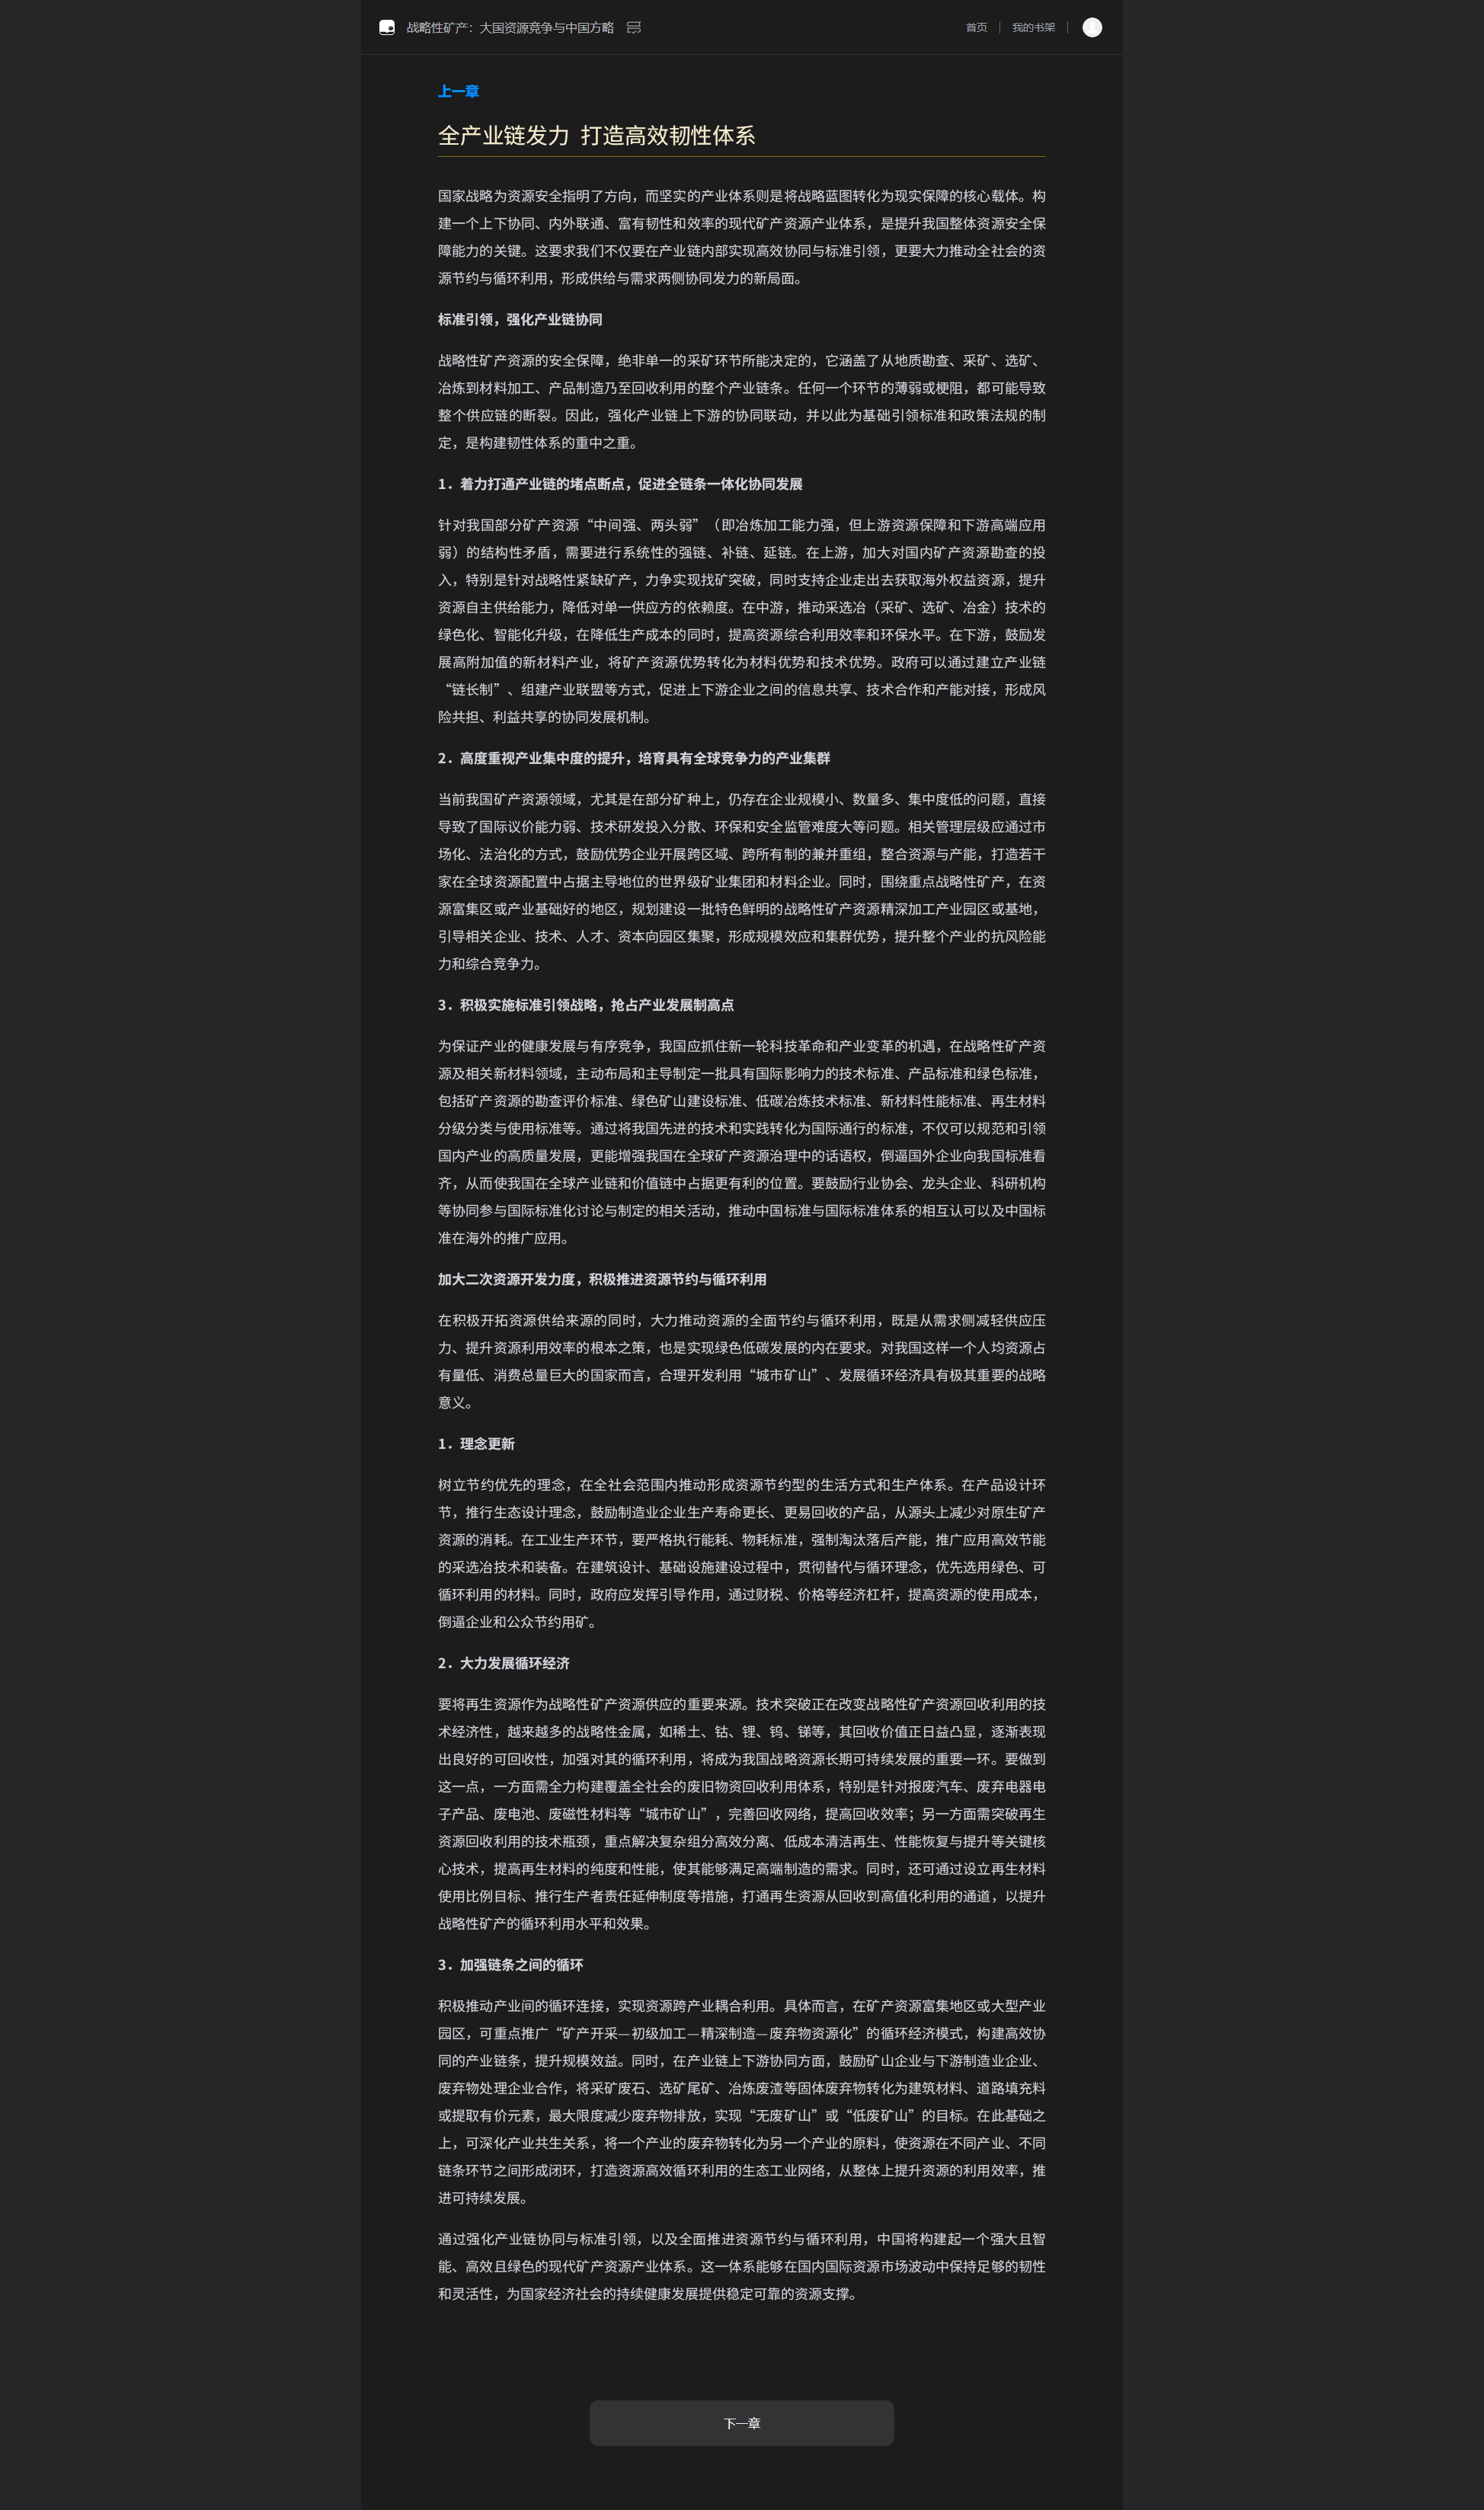 战略性矿产：大国资源竞争与中国方略
首页
我的书架
上一章
全产业链发力 打造高效韧性体系
国家战略为资源安全指明了方向，而坚实的产业体系则是将战略蓝图转化为现实保障的核心载体。构
建一个上下协同、内外联通、富有韧性和效率的现代矿产资源产业体系，是提升我国整体资源安全保
障能力的关键。这要求我们不仅要在产业链内部实现高效协同与标准引领，更要大力推动全社会的资
源节约与循环利用，形成供给与需求两侧协同发力的新局面。
标准引领，强化产业链协同
战略性矿产资源的安全保障，绝非单一的采矿环节所能决定的，它涵盖了从地质勘查、采矿、选矿、
冶炼到材料加工、产品制造乃至回收利用的整个产业链条。任何一个环节的薄弱或梗阻，都可能导致
整个供应链的断裂。因此，强化产业链上下游的协同联动，并以此为基础引领标准和政策法规的制
定，是构建韧性体系的重中之重。
1．着力打通产业链的堵点断点，促进全链条一体化协同发展
针对我国部分矿产资源“中间强、两头弱”（即冶炼加工能力强，但上游资源保障和下游高端应用
弱）的结构性矛盾，需要进行系统性的强链、补链、延链。在上游，加大对国内矿产资源勘查的投
入，特别是针对战略性紧缺矿产，力争实现找矿突破，同时支持企业走出去获取海外权益资源，提升
资源自主供给能力，降低对单一供应方的依赖度。在中游，推动采选冶（采矿、选矿、冶金）技术的
绿色化、智能化升级，在降低生产成本的同时，提高资源综合利用效率和环保水平。在下游，鼓励发
展高附加值的新材料产业，将矿产资源优势转化为材料优势和技术优势。政府可以通过建立产业链
“链长制”、组建产业联盟等方式，促进上下游企业之间的信息共享、技术合作和产能对接，形成风
险共担、利益共享的协同发展机制。
2．高度重视产业集中度的提升，培育具有全球竞争力的产业集群
当前我国矿产资源领域，尤其是在部分矿种上，仍存在企业规模小、数量多、集中度低的问题，直接
导致了国际议价能力弱、技术研发投入分散、环保和安全监管难度大等问题。相关管理层级应通过市
场化、法治化的方式，鼓励优势企业开展跨区域、跨所有制的兼并重组，整合资源与产能，打造若干
家在全球资源配置中占据主导地位的世界级矿业集团和材料企业。同时，围绕重点战略性矿产，在资
源富集区或产业基础好的地区，规划建设一批特色鲜明的战略性矿产资源精深加工产业园区或基地，
引导相关企业、技术、人才、资本向园区集聚，形成规模效应和集群优势，提升整个产业的抗风险能
力和综合竞争力。
3．积极实施标准引领战略，抢占产业发展制高点
为保证产业的健康发展与有序竞争，我国应抓住新一轮科技革命和产业变革的机遇，在战略性矿产资
源及相关新材料领域，主动布局和主导制定一批具有国际影响力的技术标准、产品标准和绿色标准，
包括矿产资源的勘查评价标准、绿色矿山建设标准、低碳冶炼技术标准、新材料性能标准、再生材料
分级分类与使用标准等。通过将我国先进的技术和实践转化为国际通行的标准，不仅可以规范和引领
国内产业的高质量发展，更能增强我国在全球矿产资源治理中的话语权，倒逼国外企业向我国标准看
齐，从而使我国在全球产业链和价值链中占据更有利的位置。要鼓励行业协会、龙头企业、科研机构
等协同参与国际标准化讨论与制定的相关活动，推动中国标准与国际标准体系的相互认可以及中国标
准在海外的推广应用。
加大二次资源开发力度，积极推进资源节约与循环利用
在积极开拓资源供给来源的同时，大力推动资源的全面节约与循环利用，既是从需求侧减轻供应压
力、提升资源利用效率的根本之策，也是实现绿色低碳发展的内在要求。对我国这样一个人均资源占
有量低、消费总量巨大的国家而言，合理开发利用“城市矿山”、发展循环经济具有极其重要的战略
意义。
1．理念更新
树立节约优先的理念，在全社会范围内推动形成资源节约型的生活方式和生产体系。在产品设计环
节，推行生态设计理念，鼓励制造业企业生产寿命更长、更易回收的产品，从源头上减少对原生矿产
资源的消耗。在工业生产环节，要严格执行能耗、物耗标准，强制淘汰落后产能，推广应用高效节能
的采选冶技术和装备。在建筑设计、基础设施建设过程中，贯彻替代与循环理念，优先选用绿色、可
循环利用的材料。同时，政府应发挥引导作用，通过财税、价格等经济杠杆，提高资源的使用成本，
倒逼企业和公众节约用矿。
2．大力发展循环经济
要将再生资源作为战略性矿产资源供应的重要来源。技术突破正在改变战略性矿产资源回收利用的技
术经济性，越来越多的战略性金属，如稀土、钴、锂、钨、锑等，其回收价值正日益凸显，逐渐表现
出良好的可回收性，加强对其的循环利用，将成为我国战略资源长期可持续发展的重要一环。要做到
这一点，一方面需全力构建覆盖全社会的废旧物资回收利用体系，特别是针对报废汽车、废弃电器电
子产品、废电池、废磁性材料等“城市矿山”，完善回收网络，提高回收效率；另一方面需突破再生
资源回收利用的技术瓶颈，重点解决复杂组分高效分离、低成本清洁再生、性能恢复与提升等关键核
心技术，提高再生材料的纯度和性能，使其能够满足高端制造的需求。同时，还可通过设立再生材料
使用比例目标、推行生产者责任延伸制度等措施，打通再生资源从回收到高值化利用的通道，以提升
战略性矿产的循环利用水平和效果。
3．加强链条之间的循环
积极推动产业间的循环连接，实现资源跨产业耦合利用。具体而言，在矿产资源富集地区或大型产业
园区，可重点推广“矿产开采—初级加工—精深制造—废弃物资源化”的循环经济模式，构建高效协
同的产业链条，提升规模效益。同时，在产业链上下游协同方面，鼓励矿山企业与下游制造业企业、
废弃物处理企业合作，将采矿废石、选矿尾矿、冶炼废渣等固体废弃物转化为建筑材料、道路填充料
或提取有价元素，最大限度减少废弃物排放，实现“无废矿山”或“低废矿山”的目标。在此基础之
上，可深化产业共生关系，将一个产业的废弃物转化为另一个产业的原料，使资源在不同产业、不同
链条环节之间形成闭环，打造资源高效循环利用的生态工业网络，从整体上提升资源的利用效率，推
进可持续发展。
通过强化产业链协同与标准引领，以及全面推进资源节约与循环利用，中国将构建起一个强大且智
能、高效且绿色的现代矿产资源产业体系。这一体系能够在国内国际资源市场波动中保持足够的韧性
和灵活性，为国家经济社会的持续健康发展提供稳定可靠的资源支撑。
下一章